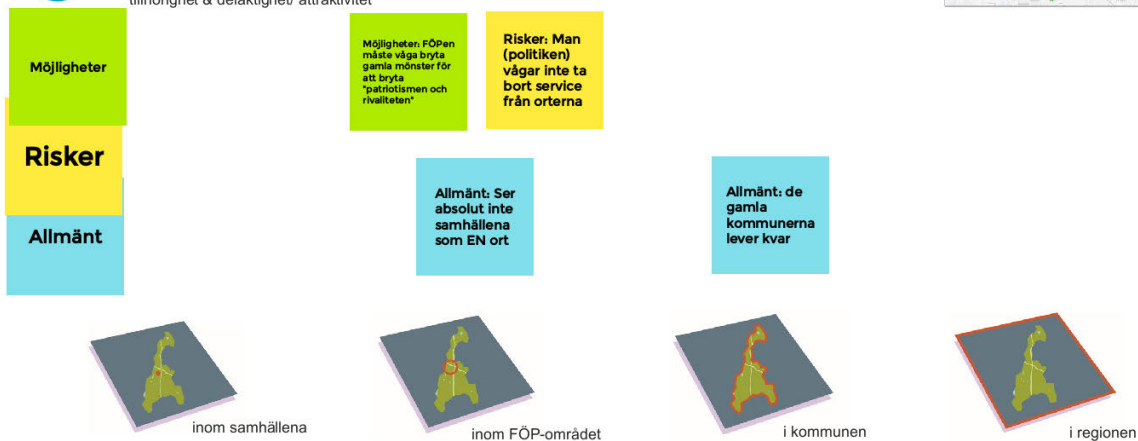 tillhörighet & delaktighet/ attraktivitet
Möjligheter
Risker
Allmänt
Möjligheter: FÖPen
måste våga bryta
gamla mönster för
att bryta
"patriotismen och
rivaliteten"
Risker: Man
(politiken)
vågar inte ta
bort service
från orterna
Allmänt: Ser
absolut inte
samhällena
som EN ort
Allmänt: de
gamla
kommunerna
lever kvar
inom samhällena
inom FÖP-området
i kommunen
i regionen